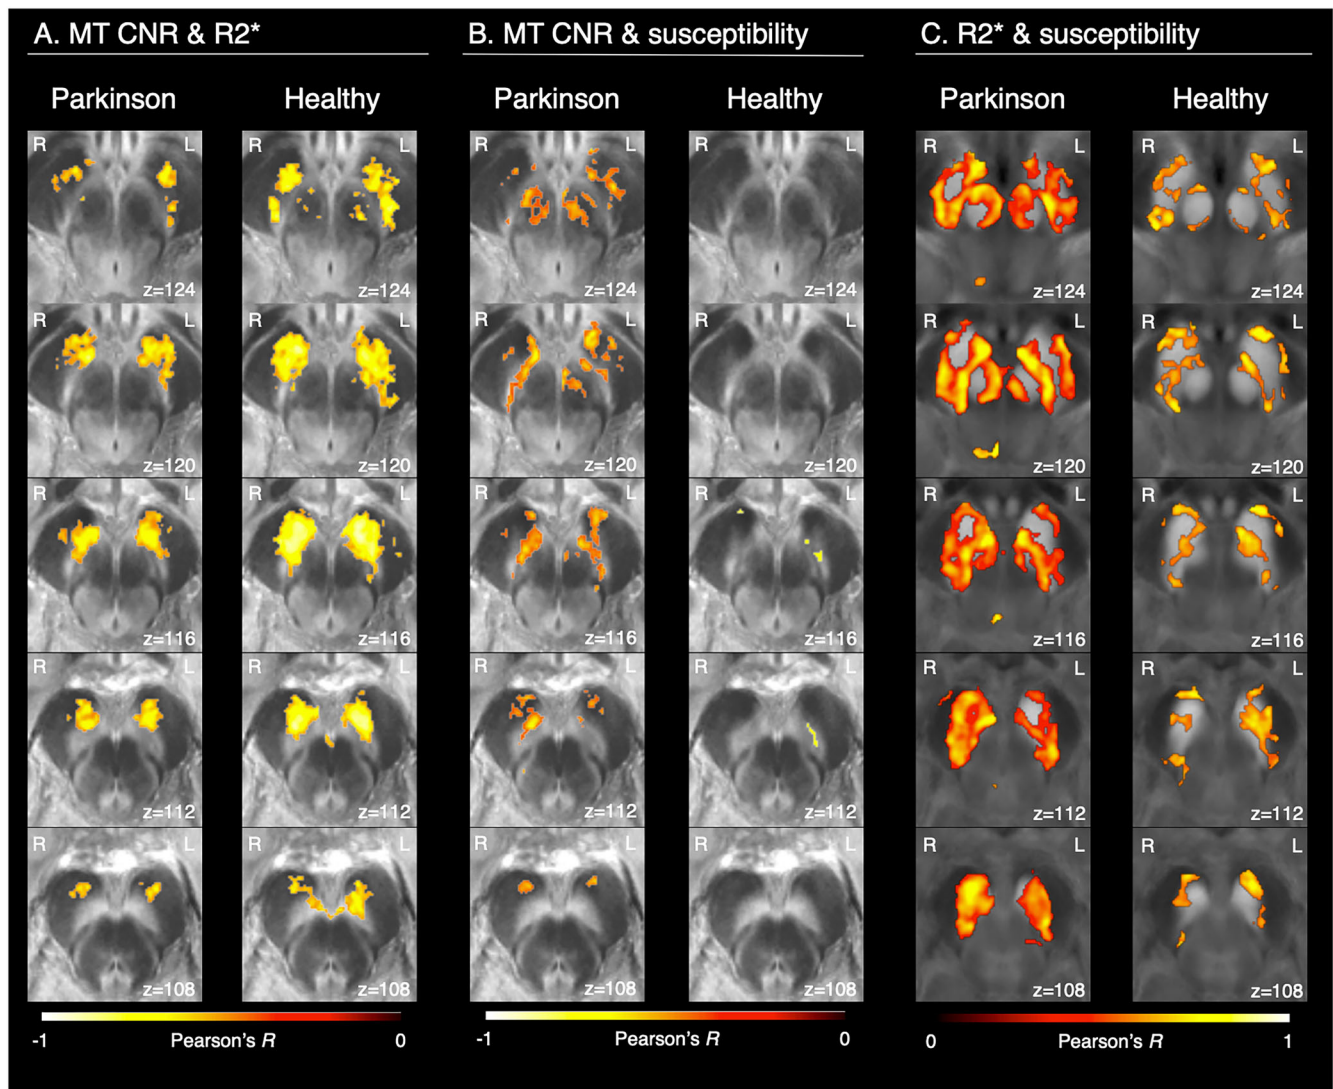 A. MT CNR & R2*
B. MT CNR & susceptibility
C. R2* & susceptibility
Parkinson Healthy Parkinson Healthy Parkinson Healthy
R L R L R L R L R L R L
z=124 z=124 z=124 z=124 z=124 z=124
R L R L R L R L R L R L
z=120 z=120 z=120 z=120 z=120 z=120
R L R L R L R L R L R L
z=116 z=116 z=116 z=116 z=116 z=116
R L R L R L R L R L R L
z=112 z=112 z=112 z=112 z=112 z=112
R L R L R L R L R L R L
z=108 z=108 z=108 z=108 z=108 z=108
-1 Pearson's R 0
-1 Pearson's R 0
0 Pearson's R 1